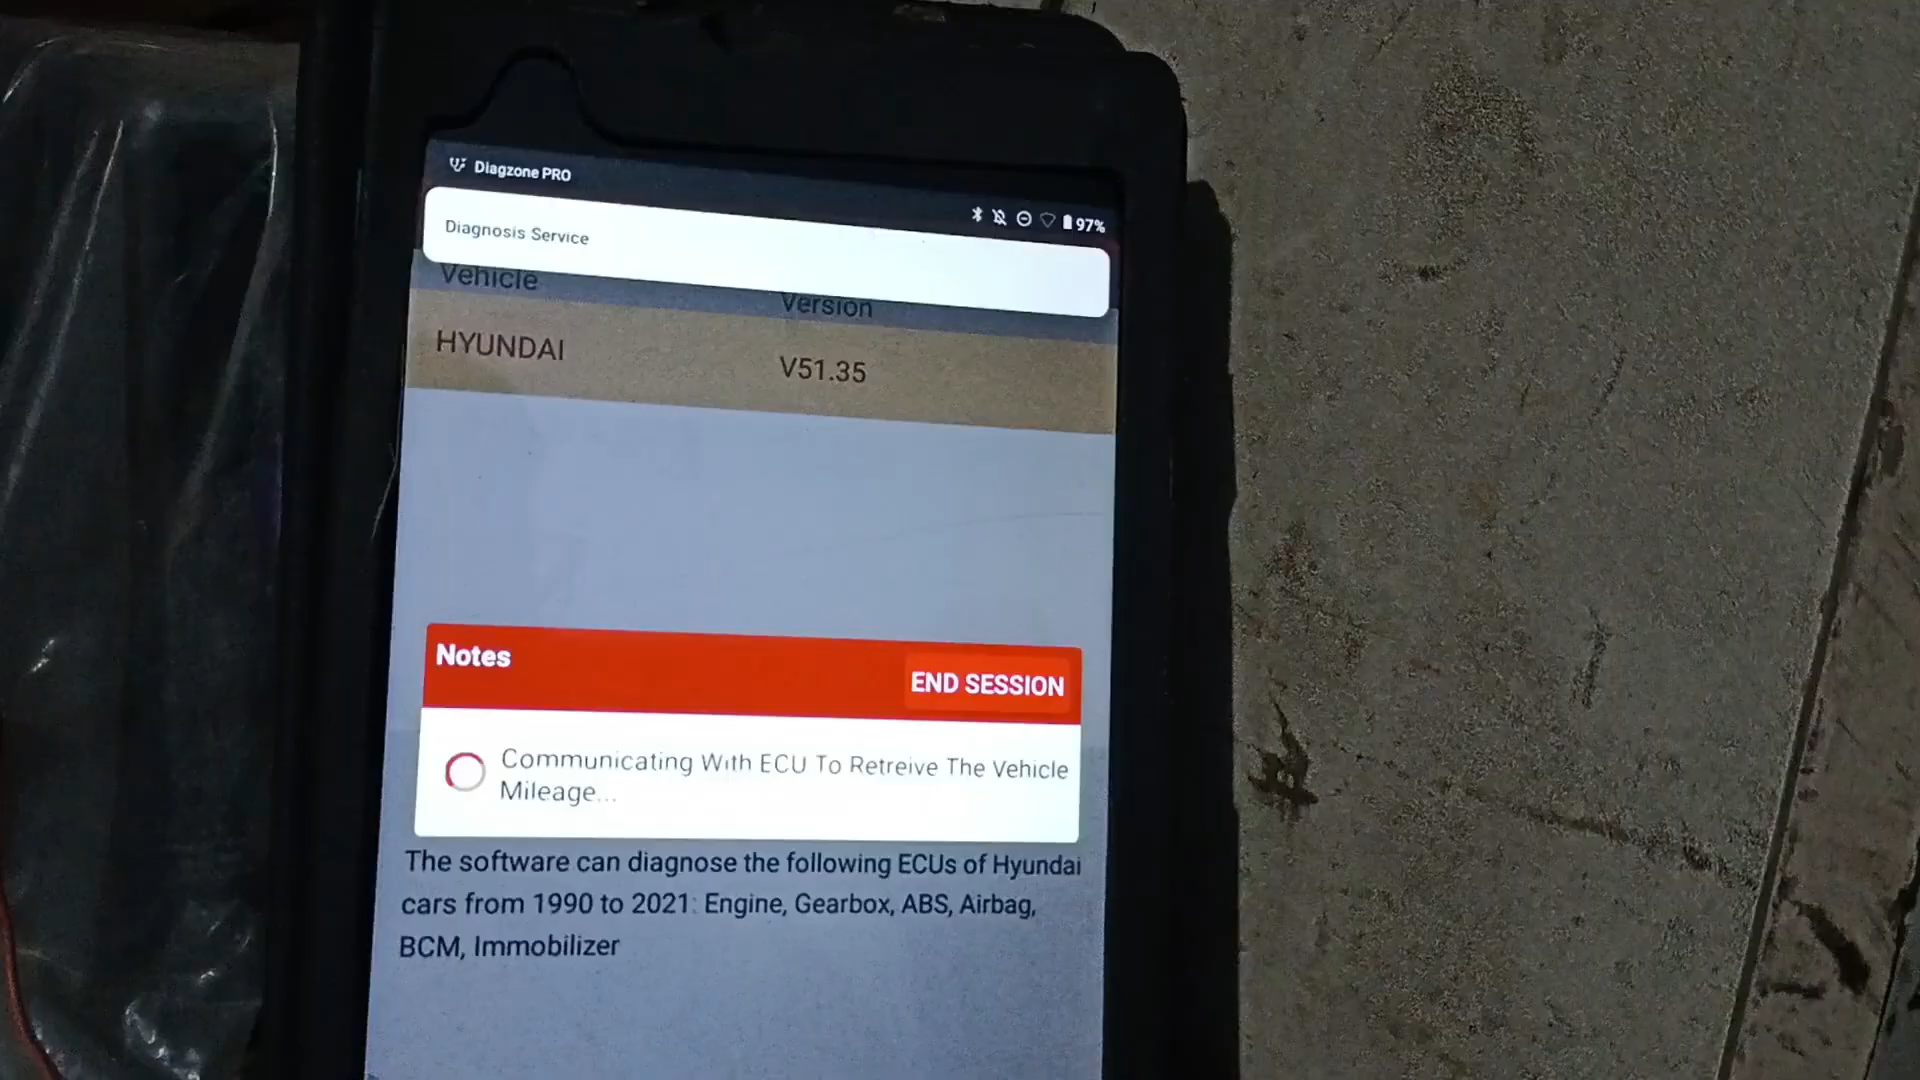 Diagzone PRO
97%
Diagnosis Service
Vehicle
Version
HYUNDAI
V51.35
Notes
END SESSION
Communicating With ECU To Retreive The Vehicle
Mileage...
The software can diagnose the following ECUs of Hyundai
cars from 1990 to 2021: Engine, Gearbox, ABS, Airbag,
BCM, Immobilizer